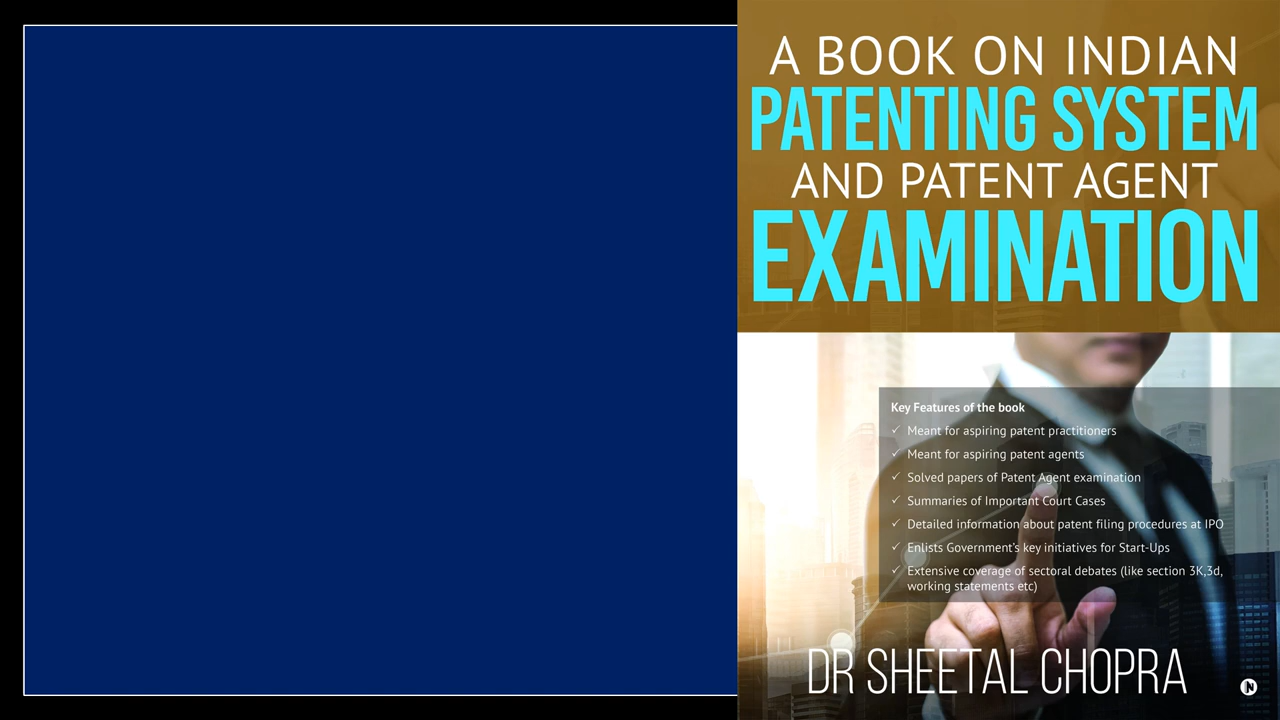 A BOOK ON INDIAN
PATENTING SYSTEM
AND PATENT AGENT
EXAMINATION
Key Features of the book
✓ Meant for aspiring patent practitioners
✓ Meant for aspiring patent agents
✓ Solved papers of Patent Agent examination
✓ Summaries of Important Court Cases
✓ Detailed information about patent filing procedures at IPO
✓ Enlists Government's key initiatives for Start-Ups
✓ Extensive coverage of sectoral debates (like section 3K,3d,
working statements etc)
DR SHEETAL CHOPRA
N